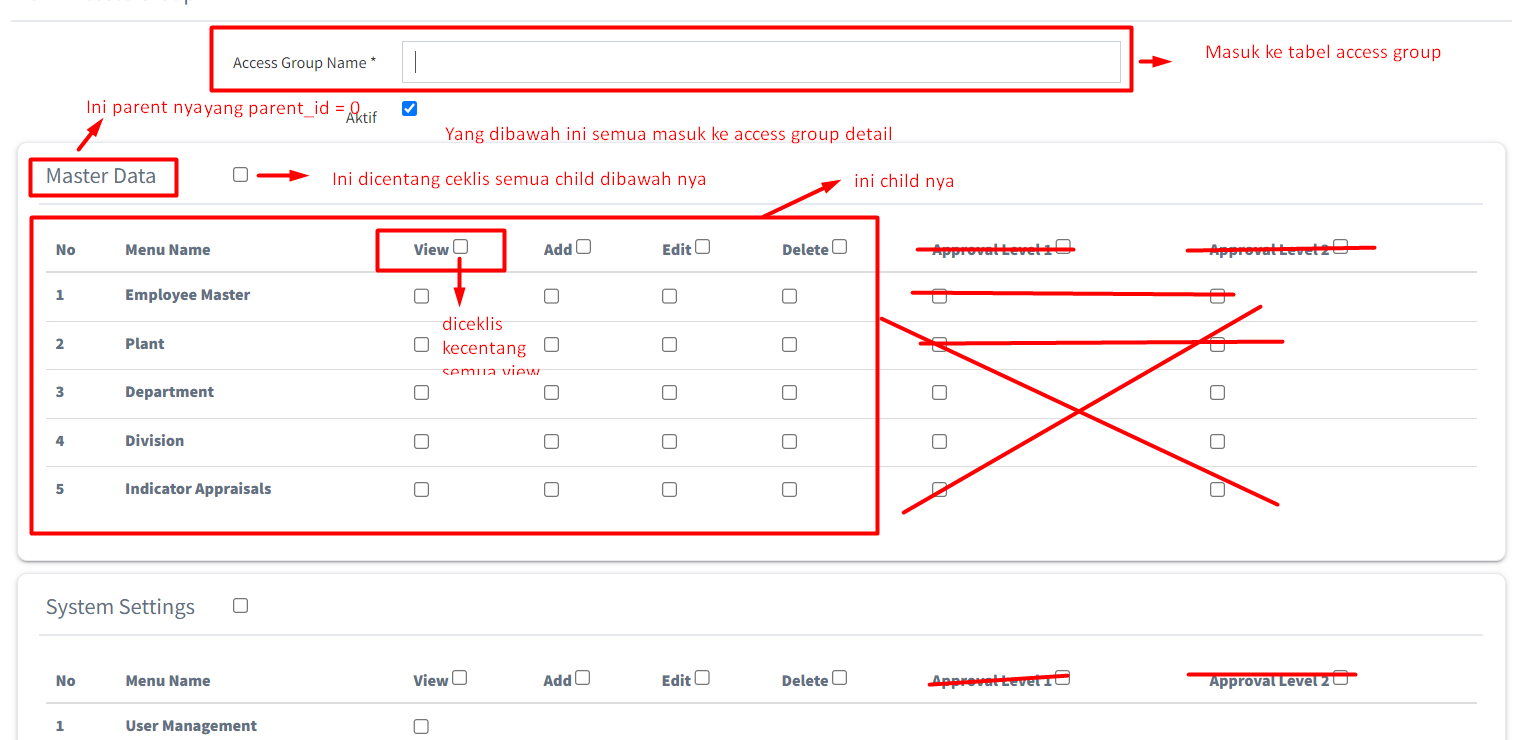 Access Group Name *
Masuk ke tabel access group
Ini parent nya yang parent_id = 0
Aktif
Yang dibawah ini semua masuk ke access group detail
Master Data
Ini dicentang ceklis semua child dibawah nya
ini child nya
No Menu Name View Add Edit Delete Approval Level 1 Approval Level 2
1 Employee Master
diceklis
kecentang
semua view
2 Plant
3 Department
4 Division
5 Indicator Appraisals
System Settings
No Menu Name View Add Edit Delete Approval Level 1 Approval Level 2
1 User Management